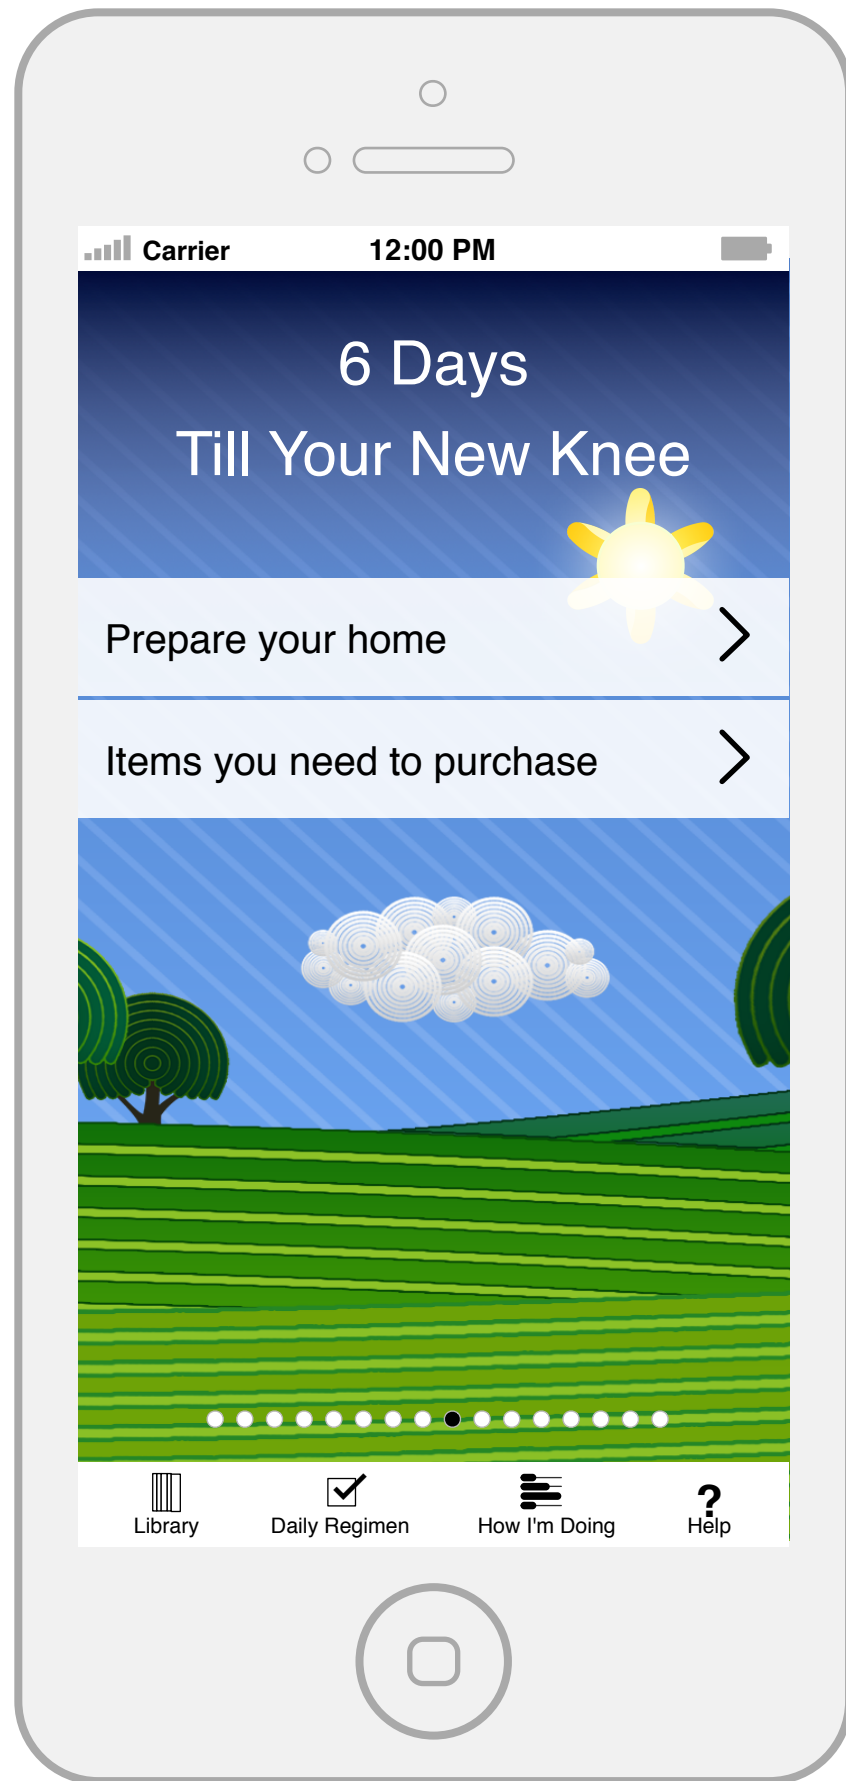 Carrier 12:00 PM
6 Days
Till Your New Knee
Prepare your home
Items you need to purchase
Library Daily Regimen How I'm Doing Help